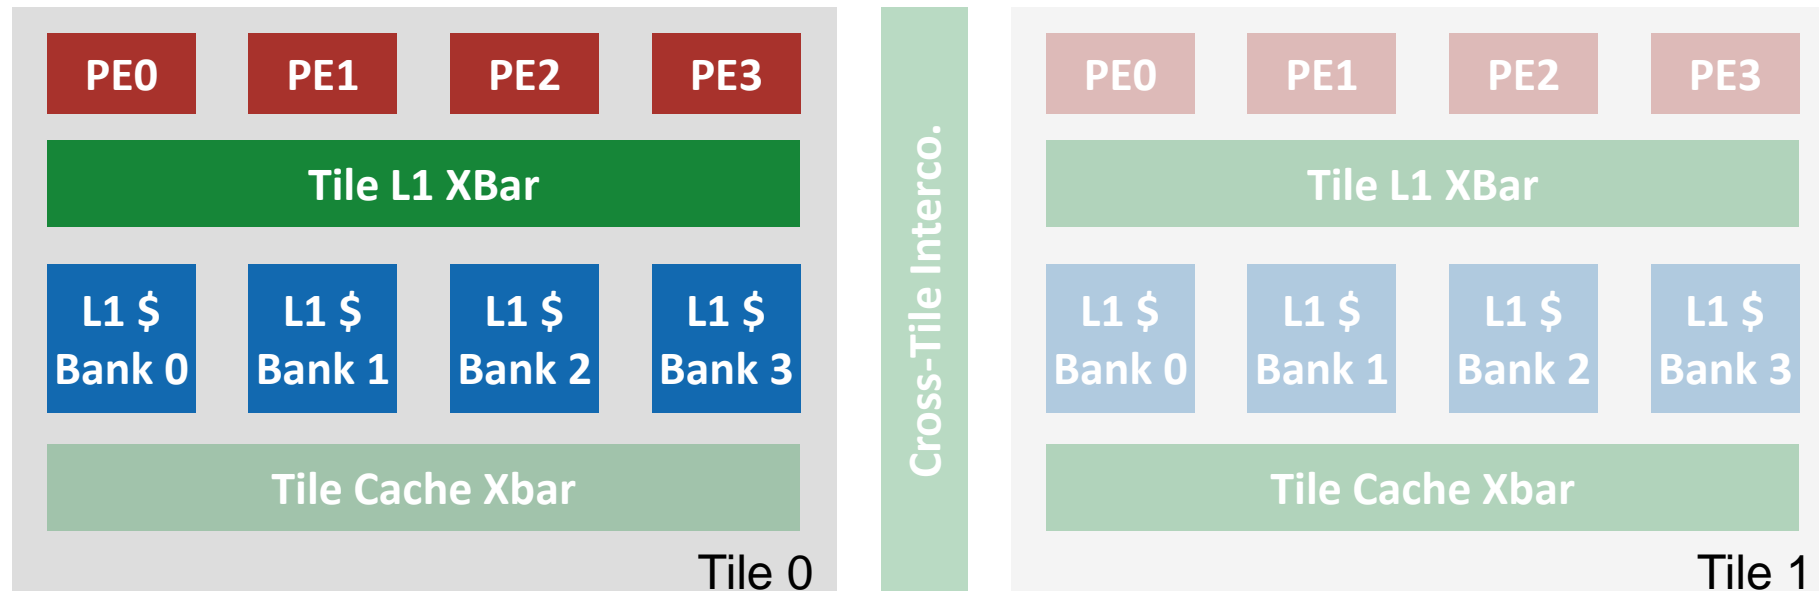 PE0 PE1 PE2 PE3
Tile L1 XBar
L1 $ L1 $ L1 $ L1 $
Bank 0 Bank 1 Bank 2 Bank 3
Tile Cache Xbar
Tile 0
Cross-Tile Interco.
PE0 PE1 PE2 PE3
Tile L1 XBar
L1 $ L1 $ L1 $ L1 $
Bank 0 Bank 1 Bank 2 Bank 3
Tile Cache Xbar
Tile 1